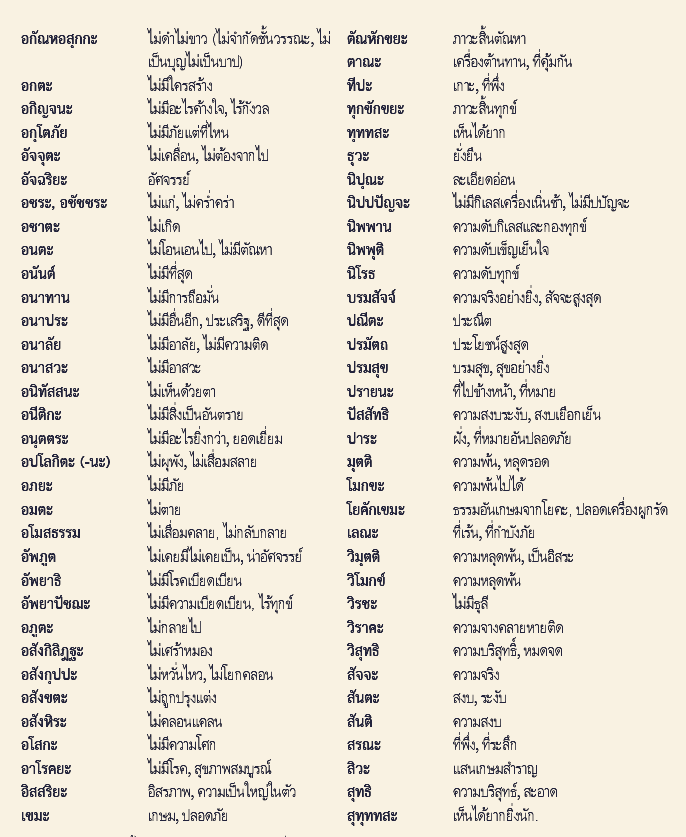 อกัณหอสุกกะ ไม่ดำไม่ขาว (ไม่จำกัดชั้นวรรณะ, ไม่
เป็นบุญไม่เป็นบาป)
อกตะ ไม่มีใครสร้าง
อกิญจนะ ไม่มีอะไรค้างใจ, ไร้กังวล
อกุโตภัย ไม่มีภัยแต่ที่ไหน
อัจจุตะ ไม่เคลื่อน, ไม่ต้องจากไป
อัจฉริยะ อัศจรรย์
อชระ, อชัชชระ ไม่แก่, ไม่คร่ำคร่า
อชาตะ ไม่เกิด
อนตะ ไม่โอนเอนไป, ไม่มีตัณหา
อนันต์ ไม่มีที่สุด
อนาทาน ไม่มีการถือมั่น
อนาประ ไม่มีอื่นอีก, ประเสริฐ, ดีที่สุด
อนาลัย ไม่มีอาลัย, ไม่มีความติด
อนาสวะ ไม่มีอาสวะ
อนิทัสสนะ ไม่เห็นด้วยตา
อนีติกะ ไม่มีสิ่งเป็นอันตราย
อนุตตระ ไม่มีอะไรยิ่งกว่า, ยอดเยี่ยม
อปโลกิตะ (-นะ) ไม่ผุพัง, ไม่เสื่อมสลาย
อภยะ ไม่มีภัย
อมตะ ไม่ตาย
อโมสธรรม ไม่เสื่อมคลาย, ไม่กลับกลาย
อัพภูต ไม่เคยมีไม่เคยเป็น, น่าอัศจรรย์
อัพยาธิ ไม่มีโรคเบียดเบียน
อัพยาปัชฌะ ไม่มีความเบียดเบียน, ไร้ทุกข์
อภูตะ ไม่กลายไป
อสังกิลิฏฐะ ไม่เศร้าหมอง
อสังกุปปะ ไม่หวั่นไหว, ไม่โยกคลอน
อสังขตะ ไม่ถูกปรุงแต่ง
อสังหิระ ไม่คลอนแคลน
อโสกะ ไม่มีความโศก
อาโรคยะ ไม่มีโรค, สุขภาพสมบูรณ์
อิสสริยะ อิสรภาพ, ความเป็นใหญ่ในตัว
เขมะ เกษม, ปลอดภัย
ตัณหักขยะ ภาวะสิ้นตัณหา
ตาณะ เครื่องต้านทาน, ที่คุ้มกัน
ทีปะ เกาะ, ที่พึ่ง
ทุกขักขยะ ภาวะสิ้นทุกข์
ทุททสะ เห็นได้ยาก
ธุวะ ยั่งยืน
นิปุณะ ละเอียดอ่อน
นิปปปัญจะ ไม่มีกิเลสเครื่องเนิ่นช้า, ไม่มีปปัญจะ
นิพพาน ความดับกิเลสและกองทุกข์
นิพพุติ ความดับเข็ญเย็นใจ
นิโรธ ความดับทุกข์
บรมสัจจ์ ความจริงอย่างยิ่ง, สัจจะสูงสุด
ปณีตะ ประณีต
ปรมัตถ ประโยชน์สูงสุด
ปรมสุข บรมสุข, สุขอย่างยิ่ง
ปรายนะ ที่ไปข้างหน้า, ที่หมาย
ปัสสัทธิ ความสงบระงับ, สงบเยือกเย็น
ปาระ ฝั่ง, ที่หมายอันปลอดภัย
มุตติ ความพ้น, หลุดรอด
โมกขะ ความพ้นไปได้
โยคักเขมะ ธรรมอันเกษมจากโยคะ, ปลอดเครื่องผูกรัด
เลณะ ที่เร้น, ที่กำบังภัย
วิมุตติ ความหลุดพ้น, เป็นอิสระ
วิโมกข์ ความหลุดพ้น
วิรชะ ไม่มีธุลี
วิราคะ ความจางคลายหายติด
วิสุทธิ ความบริสุทธิ์, หมดจด
สัจจะ ความจริง
สันตะ สงบ, ระงับ
สันติ ความสงบ
สรณะ ที่พึ่ง, ที่ระลึก
สิวะ แสนเกษมสำราญ
สุทธิ ความบริสุทธ์, สะอาด
สุทุททสะ เห็นได้ยากยิ่งนัก.